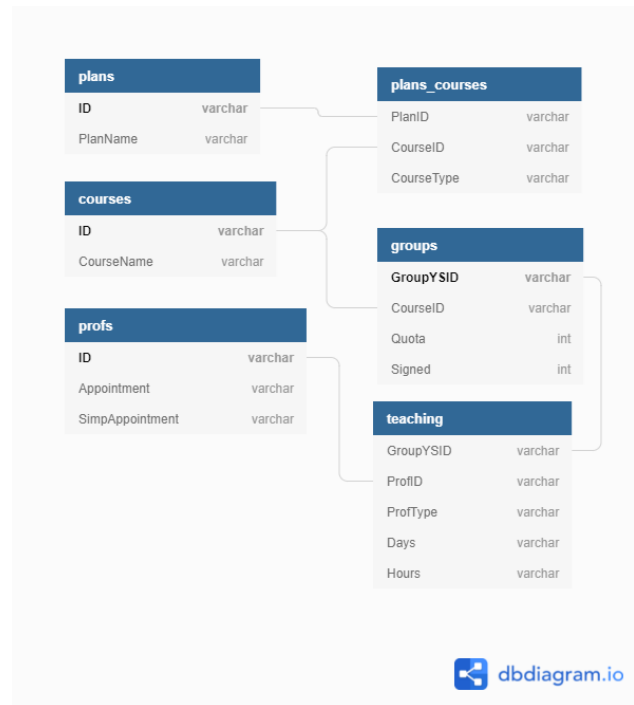 plans
ID varchar
PlanName varchar
courses
ID varchar
CourseName varchar
profs
ID varchar
Appointment varchar
SimpAppointment varchar
plans_courses
PlanID varchar
CourseID varchar
CourseType varchar
groups
GroupYSID varchar
CourseID varchar
Quota int
Signed int
teaching
GroupYSID varchar
ProfID varchar
ProfType varchar
Days varchar
Hours varchar
dbdiagram.io